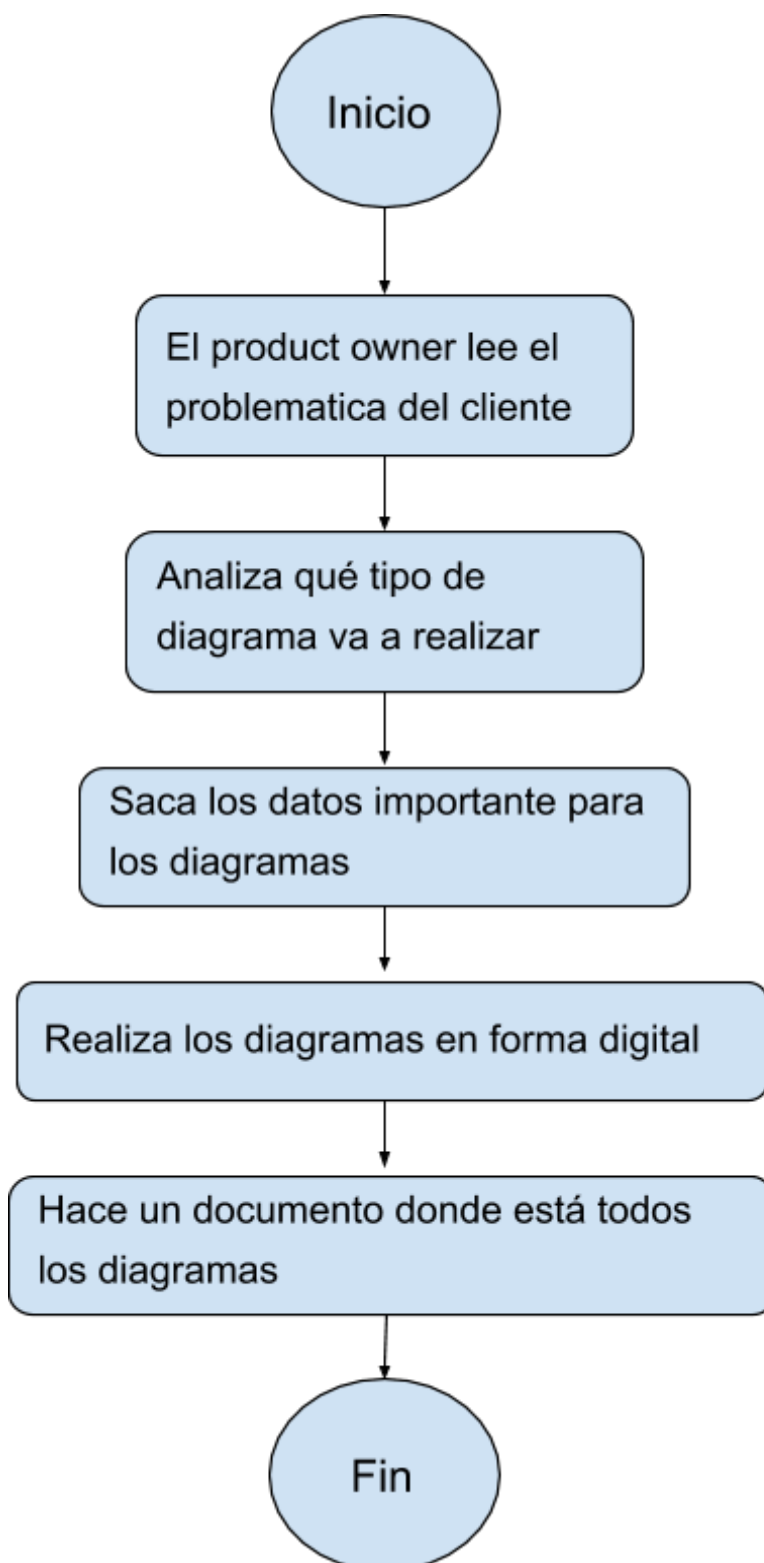 Inicio
El product owner lee el
problematica del cliente
Analiza qué tipo de
diagrama va a realizar
Saca los datos importante para
los diagramas
Realiza los diagramas en forma digital
Hace un documento donde está todos
los diagramas
Fin